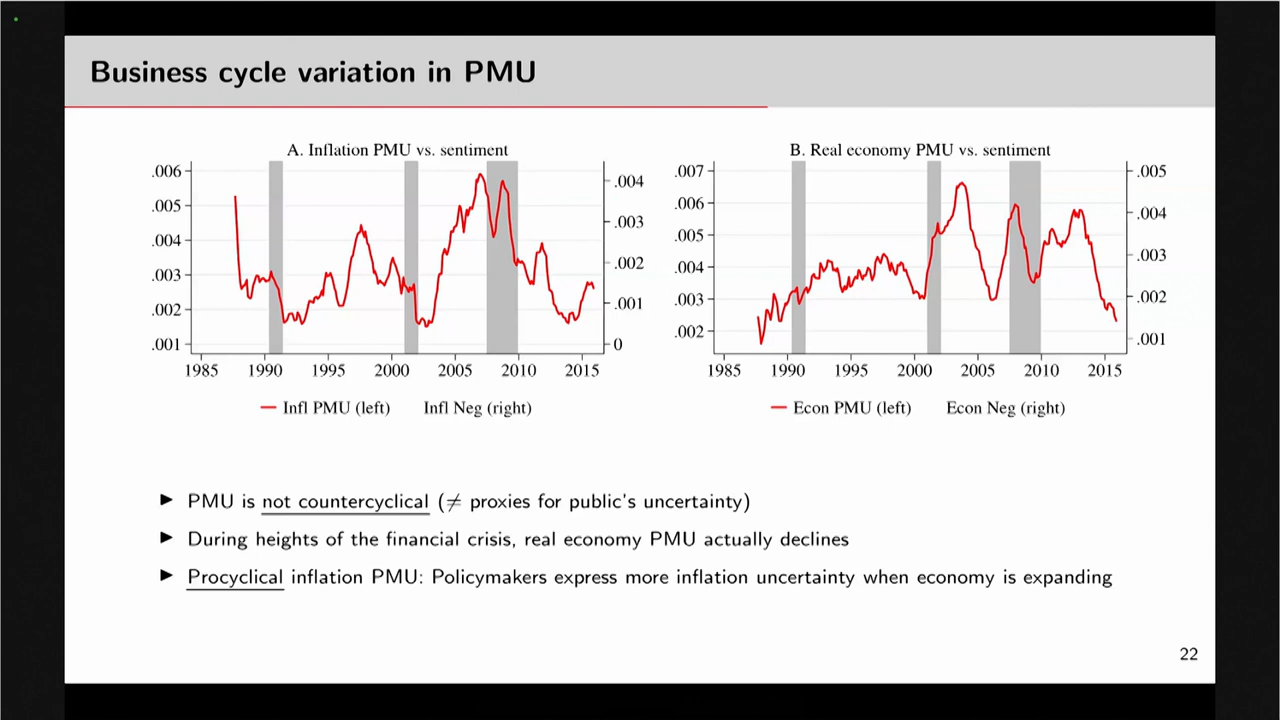 Business cycle variation in PMU
A. Inflation PMU vs. sentiment
.006
.005
.004
.003
.002
.001
.004
.003
.002
.001
0
1985 1990 1995 2000 2005 2010 2015
Infl PMU (left) Infl Neg (right)
B. Real economy PMU vs. sentiment
.007
.006
.005
.004
.003
.002
.005
.004
.003
.002
.001
1985 1990 1995 2000 2005 2010 2015
Econ PMU (left) Econ Neg (right)
▶ PMU is not countercyclical (≠ proxies for public's uncertainty)
▶ During heights of the financial crisis, real economy PMU actually declines
▶ Procyclical inflation PMU: Policymakers express more inflation uncertainty when economy is expanding
22